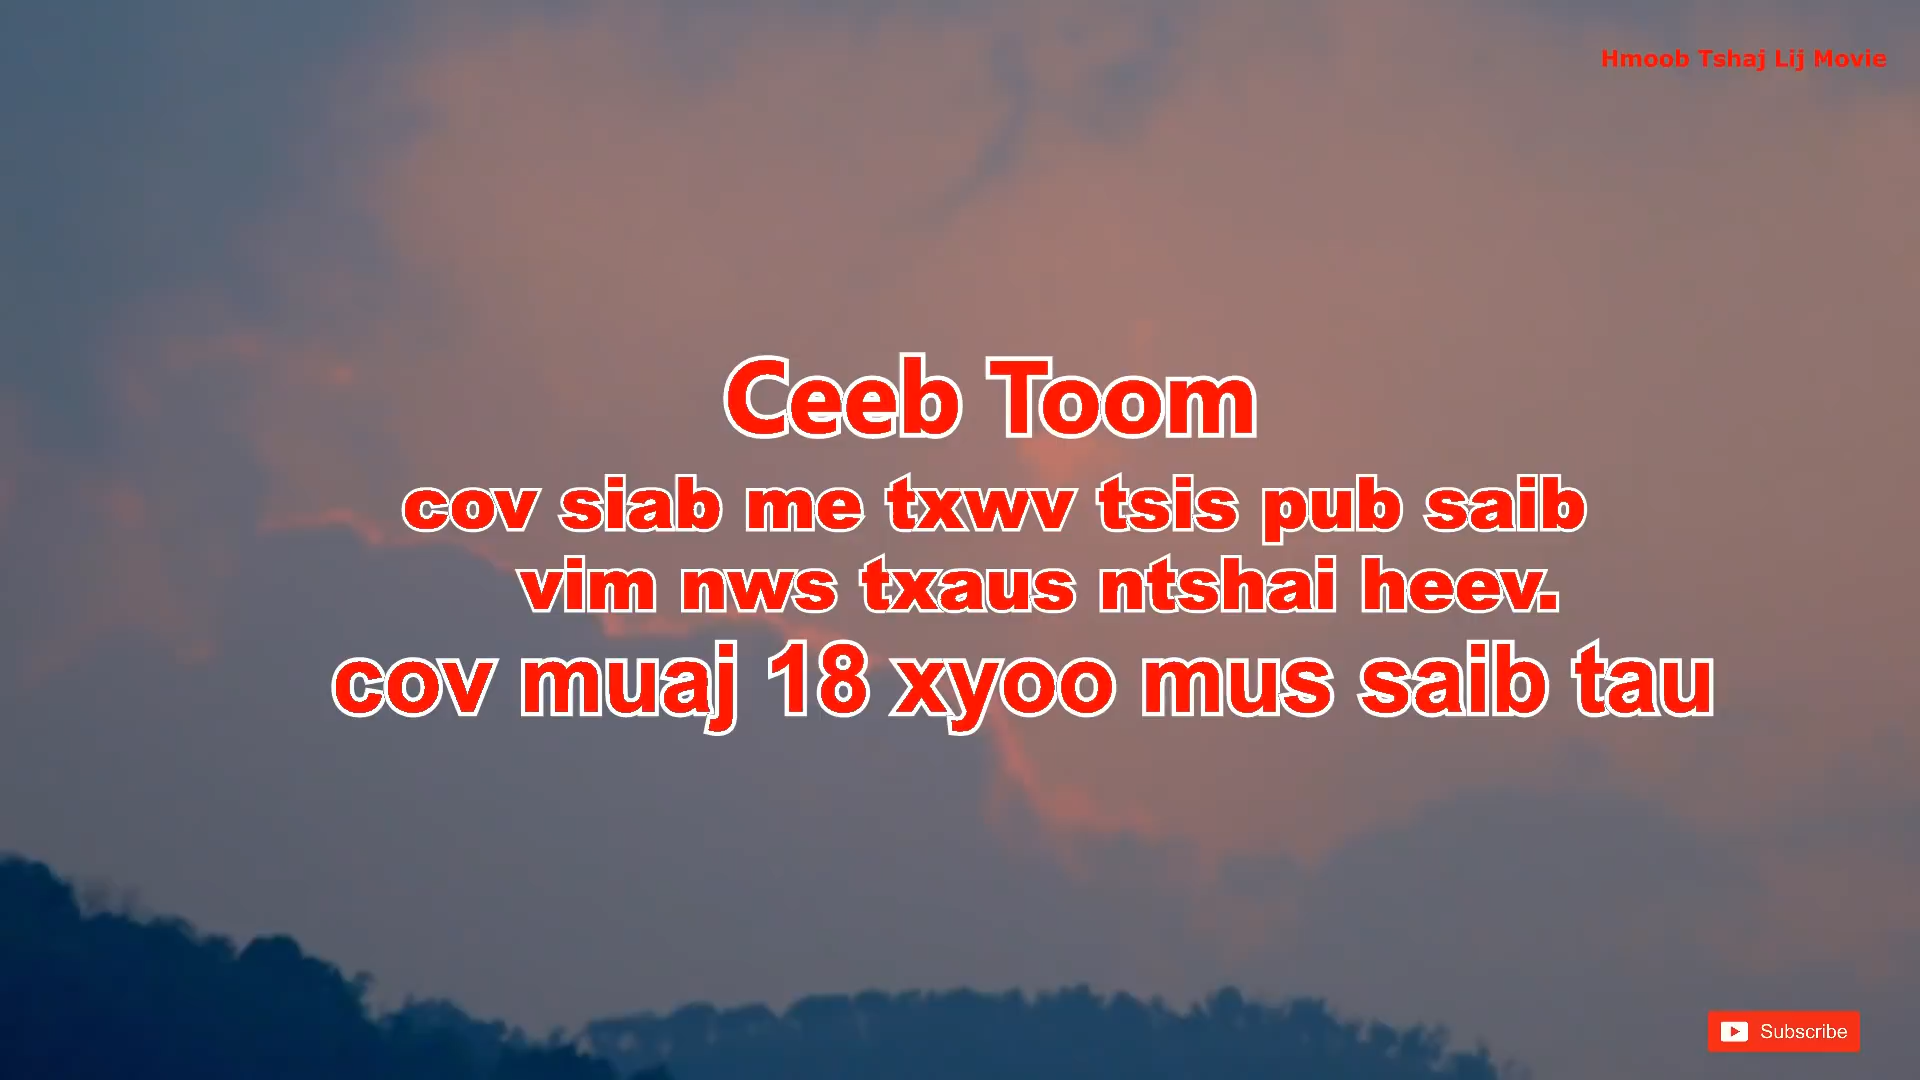 Hmoob Tshaj Lij Movie
Ceeb Toom
cov siab me txwv tsis pub saib
vim nws txaus ntshai heev.
cov muaj 18 xyoo mus saib tau
Subscribe